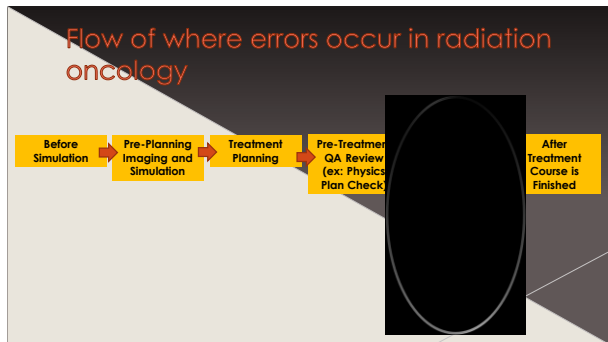 Flow of where errors occur in radiation
oncology
Before
Simulation
Pre-Planning
Imaging and
Simulation
Treatment
Planning
Pre-Treatment
QA Review
(ex: Physics
Plan Check)
After
Treatment
Course is
Finished